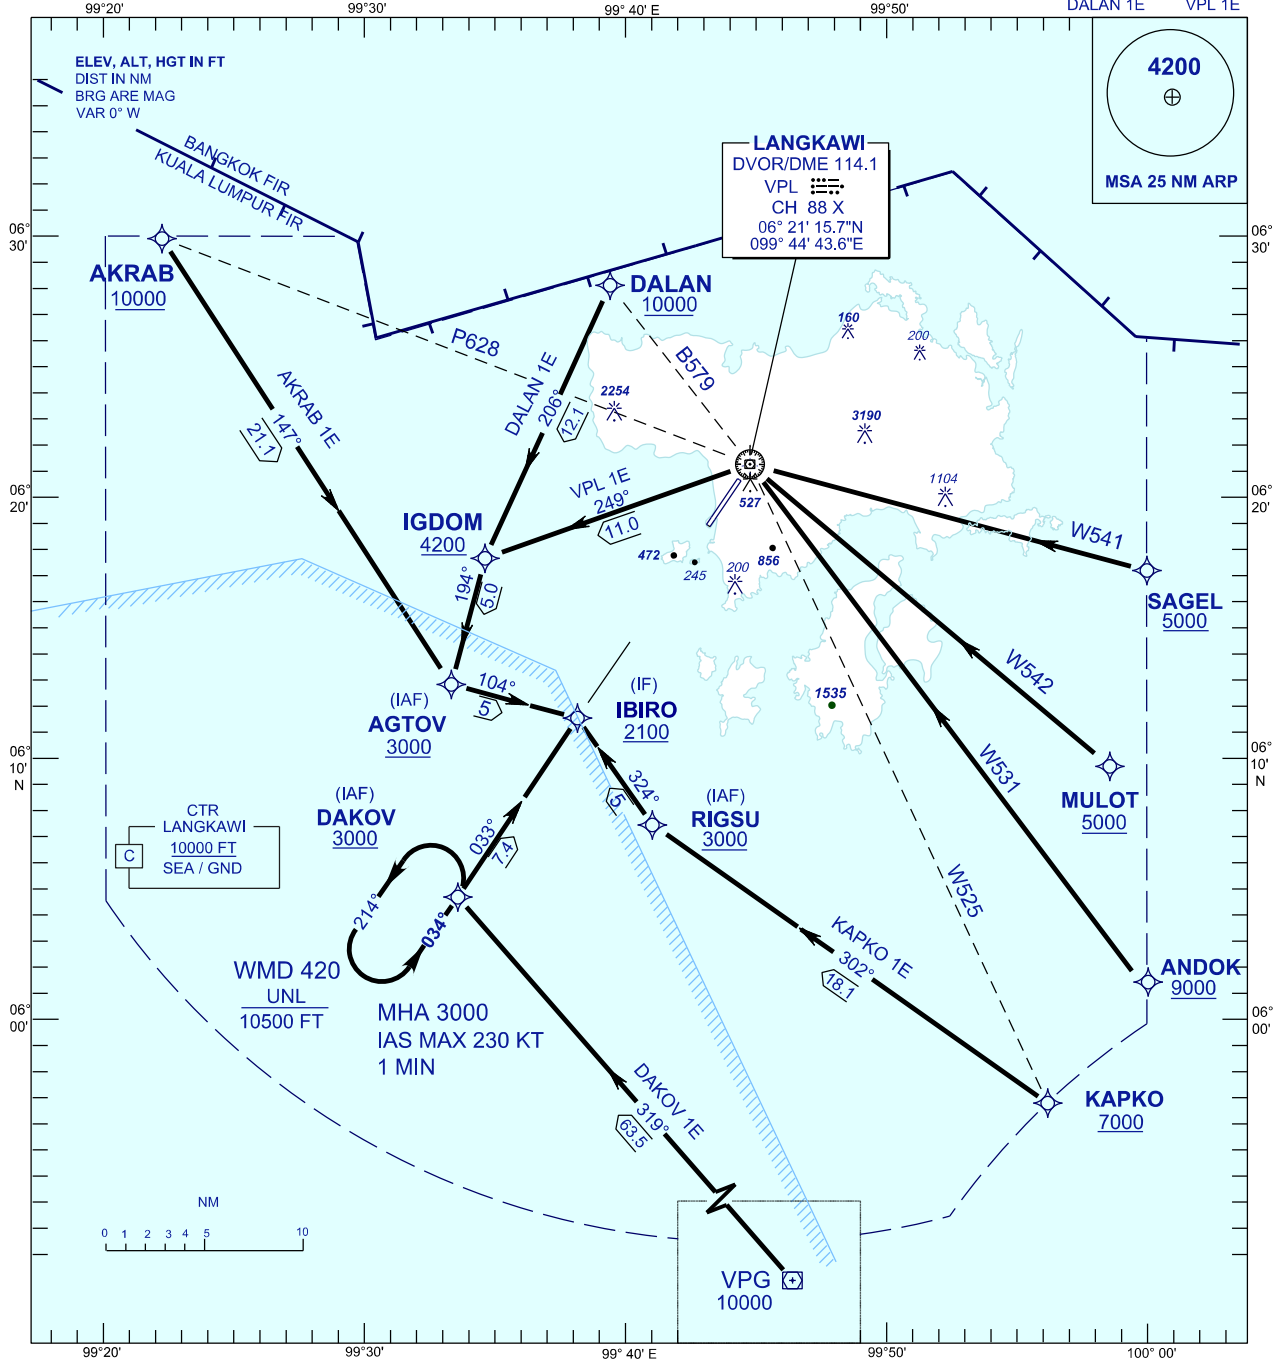 99°20' 99°30' 99° 40' E 99°50' DALAN 1E VPL 1E
ELEV, ALT, HGT IN FT
DIST IN NM
BRG ARE MAG
VAR 0° W
4200
MSA 25 NM ARP
BANGKOK FIR
KUALA LUMPUR FIR
LANGKAWI
DVOR/DME 114.1
VPL
CH 88 X
06° 21' 15.7"N
099° 44' 43.6"E
06°
30'
06°
30'
AKRAB
10000
DALAN
10000
P628
B579
160
200
2254
3190
1104
527
AKRAB 1E
147°
21.1
DALAN 1E
206°
12.1
VPL 1E
249°
11.0
06°
20'
06°
20'
IGDOM
4200
194°
5.0
472
245
856
200
W541
SAGEL
5000
W542
1535
(IAF)
AGTOV
3000
104°
5
(IF)
IBIRO
2100
06°
10'
N
06°
10'
N
W531
MULOT
5000
324°
5
(IAF)
RIGSU
3000
(IAF)
DAKOV
3000
033°
7.4
CTR
LANGKAWI
10000 FT
SEA / GND
C
214°
034°
W525
KAPKO 1E
302°
18.1
WMD 420
UNL
10500 FT
MHA 3000
IAS MAX 230 KT
1 MIN
ANDOK
9000
06°
00'
06°
00'
DAKOV 1E
319°
63.5
KAPKO
7000
NM
0 1 2 3 4 5 10
VPG
10000
99°20' 99°30' 99° 40' E 99°50' 100° 00'